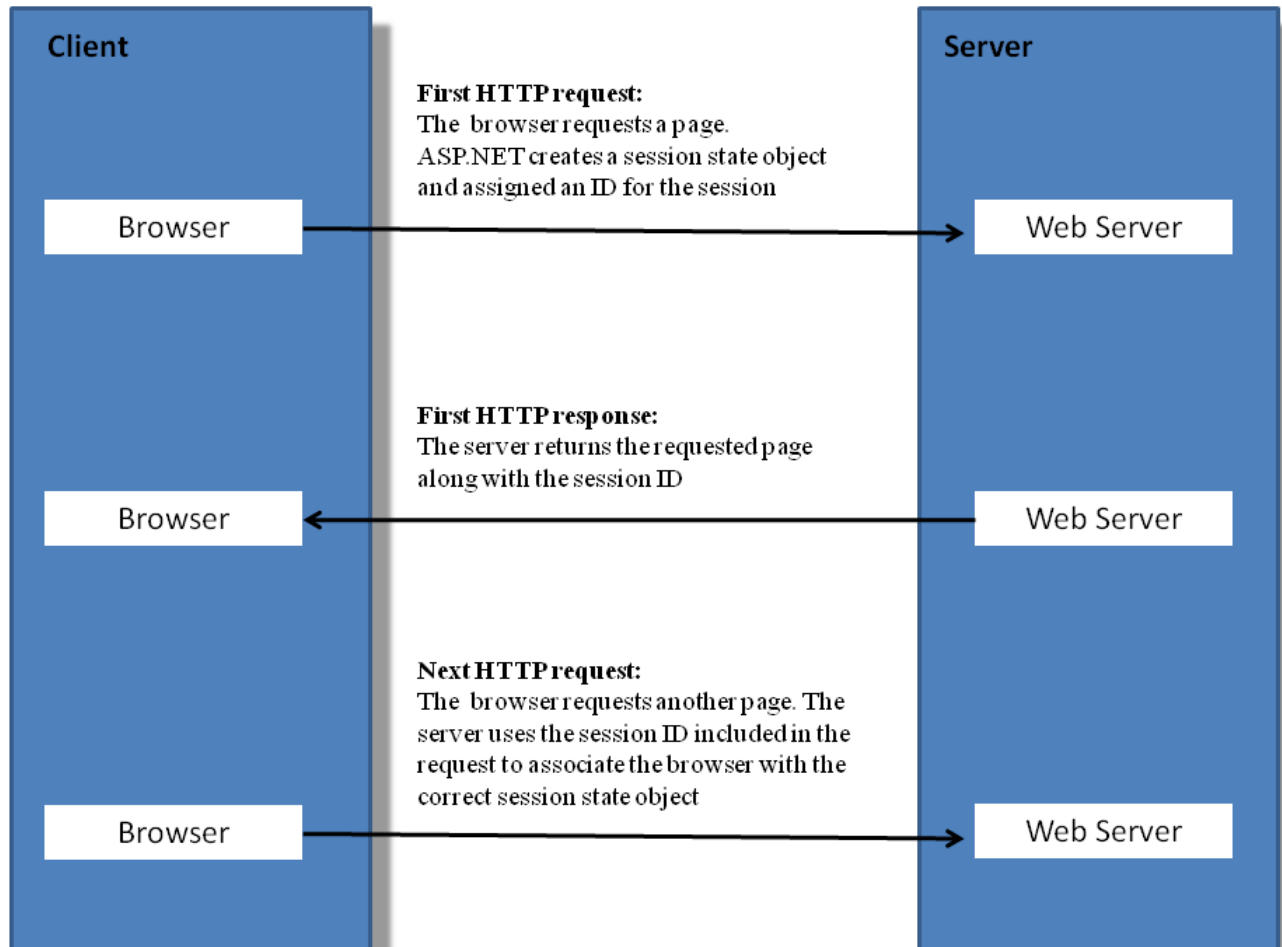 Client
Server
First HTTP request:
The browser requests a page.
ASP.NET creates a session state object
and assigned an ID for the session
Browser
Web Server
First HTTP response:
The server returns the requested page
along with the session ID
Browser
Web Server
Next HTTP request:
The browser requests another page. The
server uses the session ID included in the
request to associate the browser with the
correct session state object
Browser
Web Server